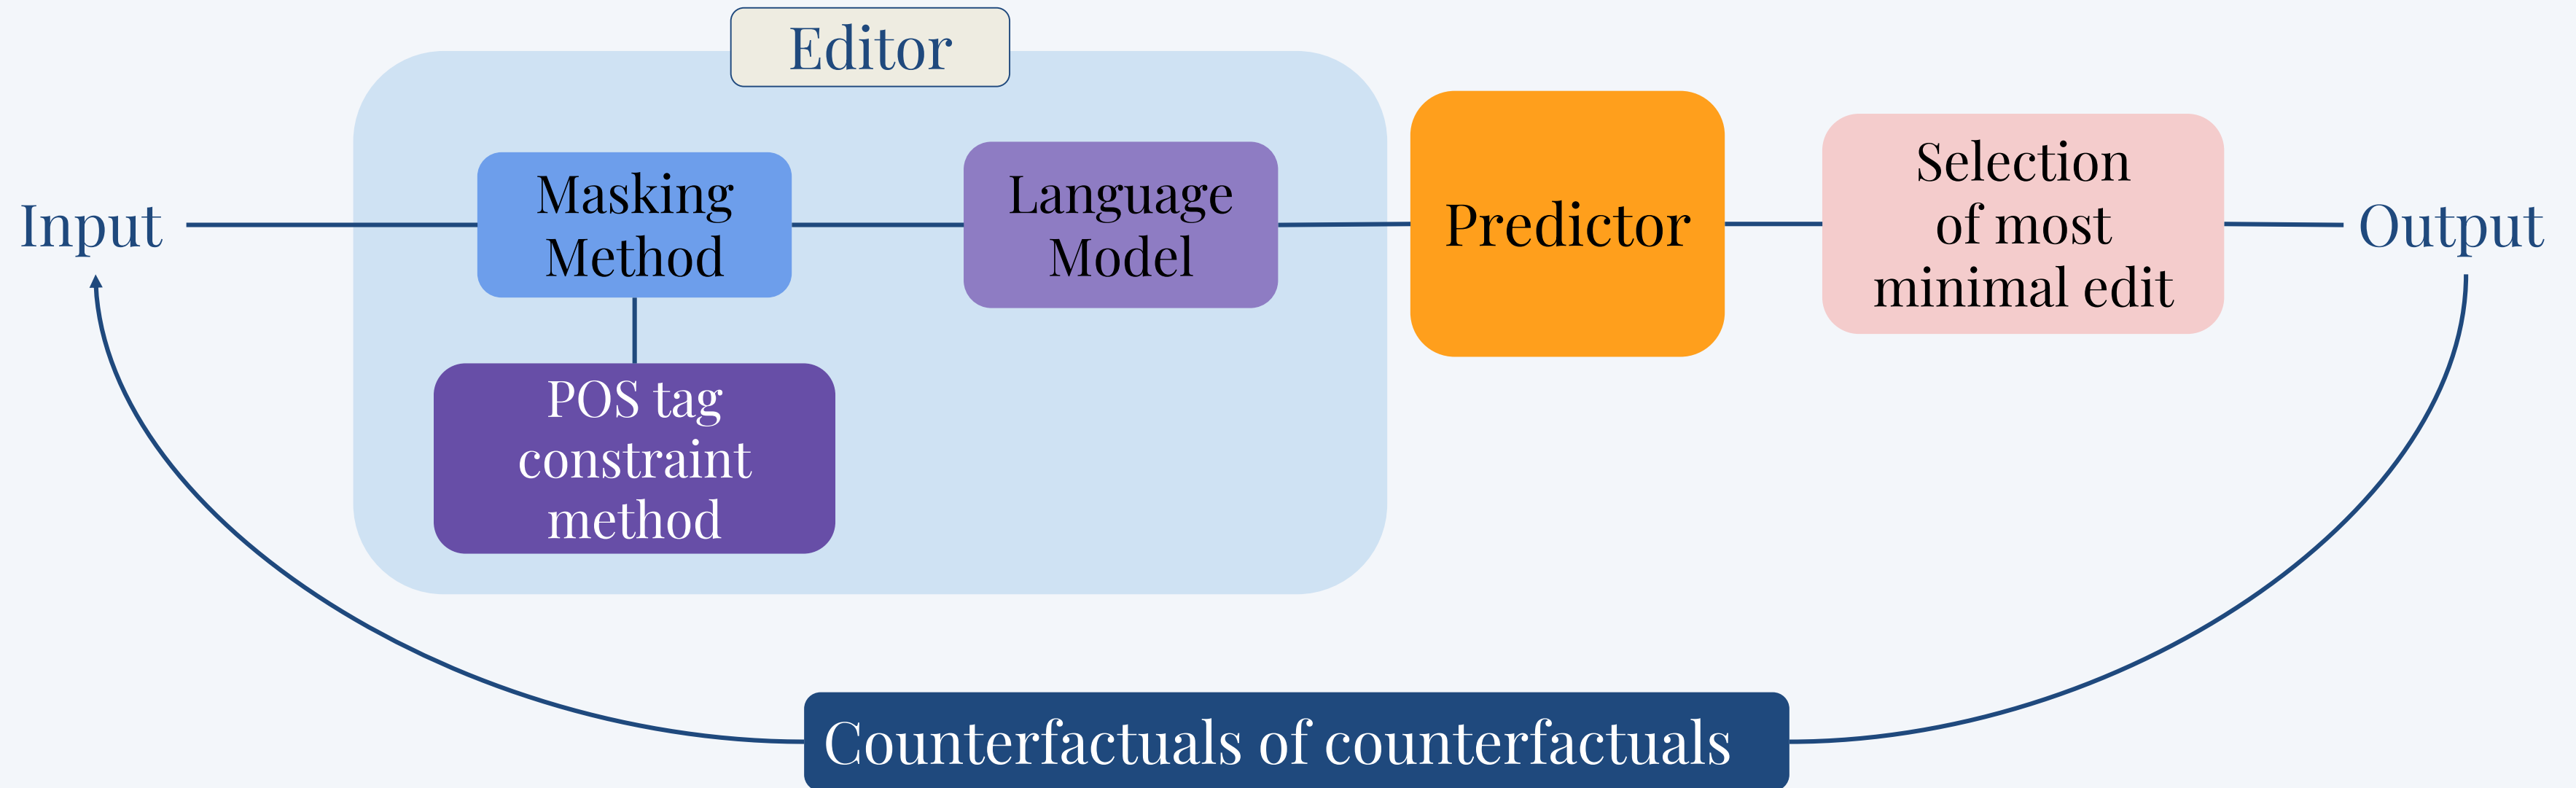 Editor
Input
Masking
Method
Language
Model
Predictor
Selection
of most
minimal edit
Output
POS tag
constraint
method
Counterfactuals of counterfactuals